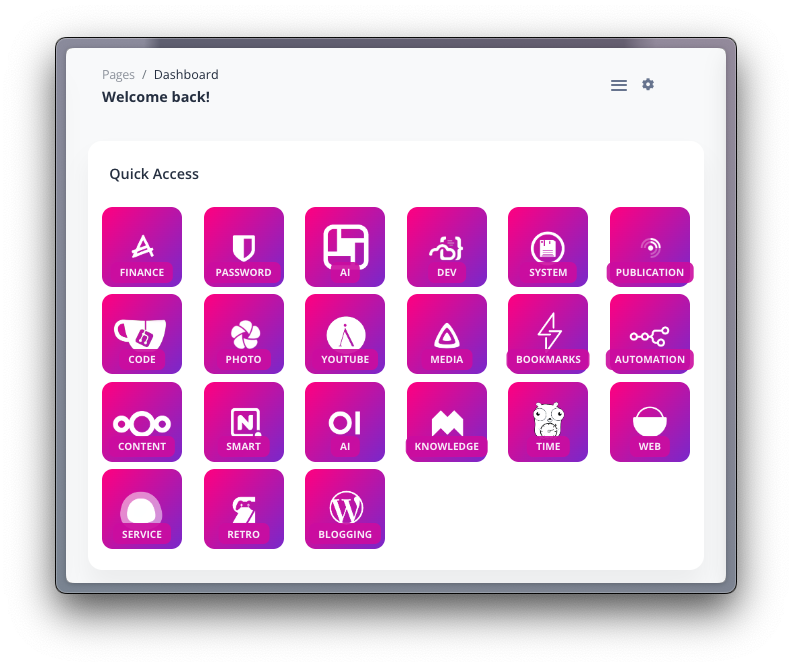 Pages / Dashboard
Welcome back!
Quick Access
FINANCE PASSWORD AI DEV SYSTEM PUBLICATION
CODE PHOTO YOUTUBE MEDIA BOOKMARKS AUTOMATION
CONTENT SMART AI KNOWLEDGE TIME WEB
SERVICE RETRO BLOGGING